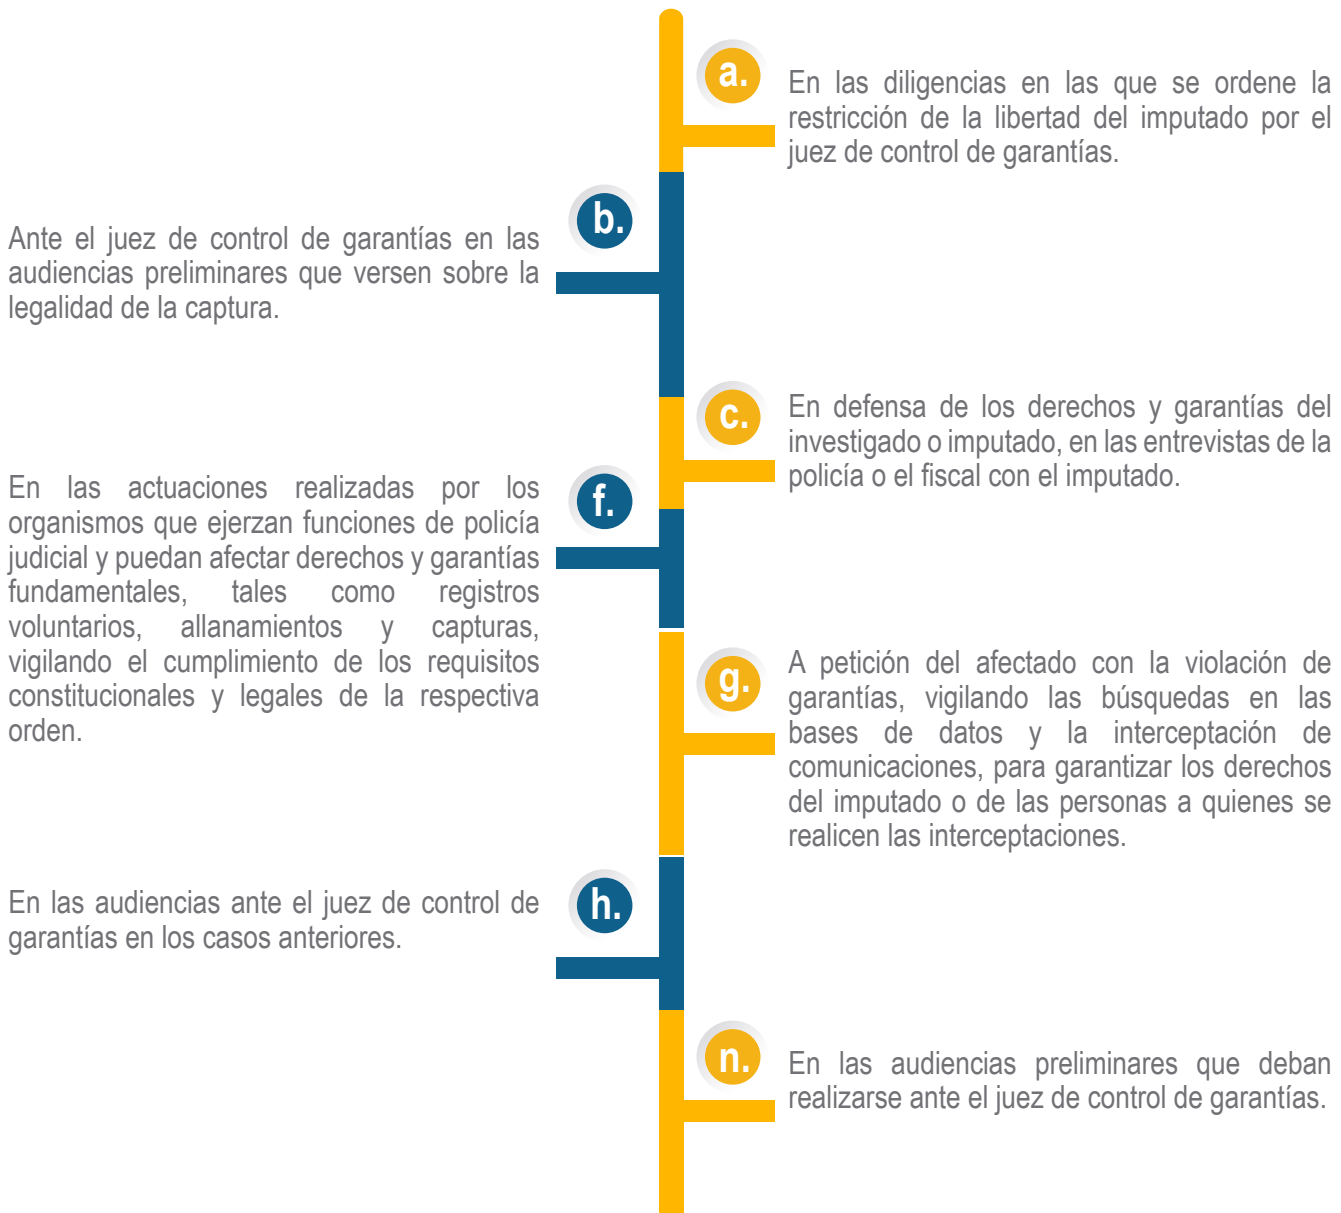 a.
En las diligencias en las que se ordene la
restricción de la libertad del imputado por el
juez de control de garantías.
b.
Ante el juez de control de garantías en las
audiencias preliminares que versen sobre la
legalidad de la captura.
c.
En defensa de los derechos y garantías del
investigado o imputado, en las entrevistas de la
policía o el fiscal con el imputado.
f.
En las actuaciones realizadas por los
organismos que ejerzan funciones de policía
judicial y puedan afectar derechos y garantías
fundamentales, tales como registros
voluntarios, allanamientos y capturas,
vigilando el cumplimiento de los requisitos
constitucionales y legales de la respectiva
orden.
g.
A petición del afectado con la violación de
garantías, vigilando las búsquedas en las
bases de datos y la interceptación de
comunicaciones, para garantizar los derechos
del imputado o de las personas a quienes se
realicen las interceptaciones.
h.
En las audiencias ante el juez de control de
garantías en los casos anteriores.
n.
En las audiencias preliminares que deban
realizarse ante el juez de control de garantías.